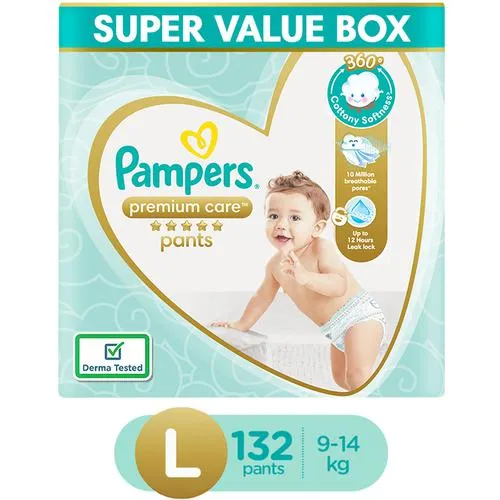 SUPER VALUE BOX
360°
Cottony Softness*
Pampers®
premium care™
pants
10 Million
breathable
pores*
Up to
12 Hours
Leak lock
Derma Tested
L
132
pants
9-14
kg